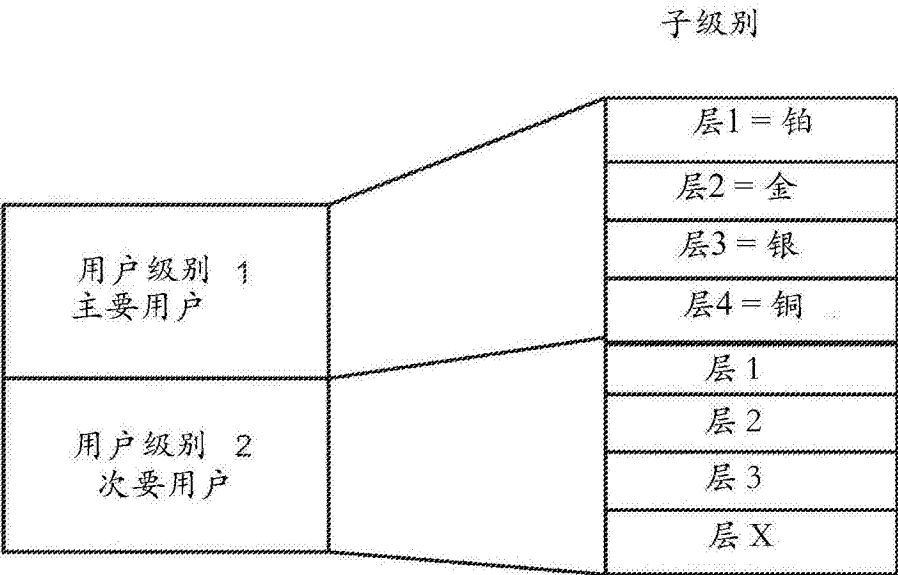 子级别
层1 = 铂
层2 = 金
层3 = 银
层4 = 铜
用户级别 1
主要用户
层 1
层 2
层 3
层 X
用户级别 2
次要用户